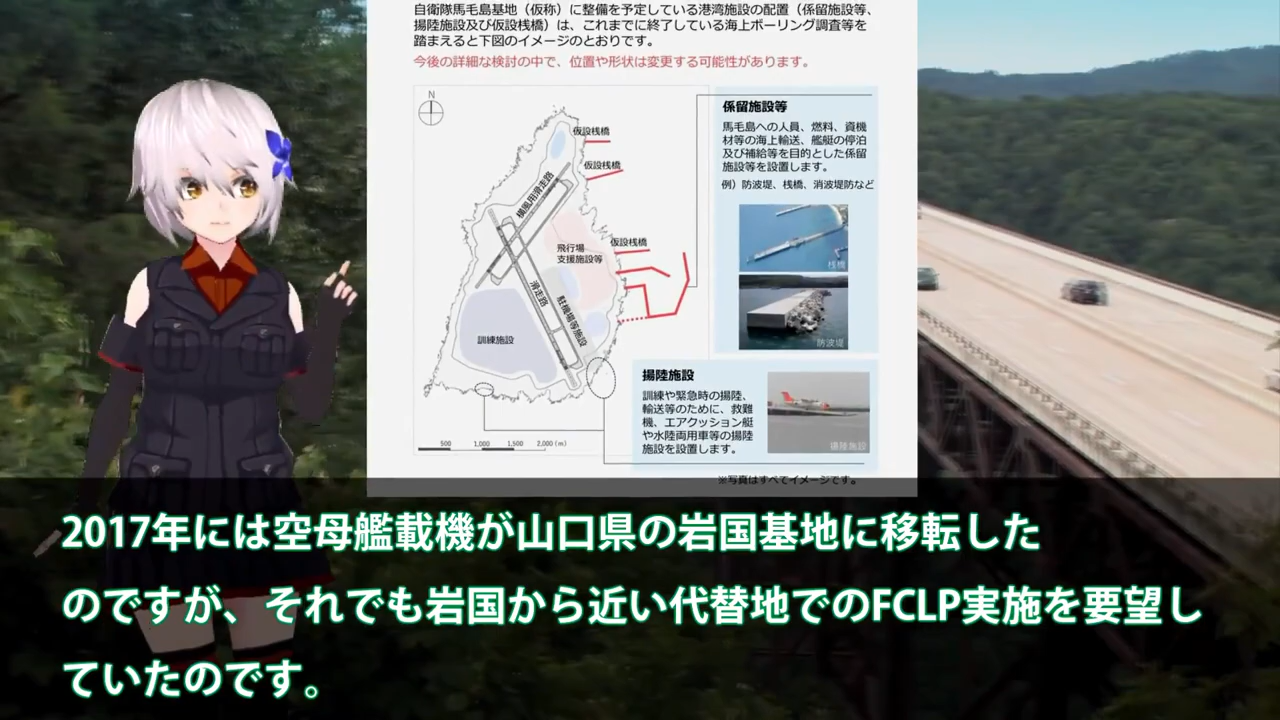 自衛隊馬毛島基地（仮称）に整備を予定している港湾施設の配置（係留施設等、
揚陸施設及び仮設桟橋）は、これまでに終了している海上ボーリング調査等を
踏まえると下図のイメージのとおりです。
今後の詳細な検討の中で、位置や形状は変更する可能性があります。
N
仮設桟橋
仮設桟橋
横風用滑走路
仮設桟橋
飛行場
支援施設等
滑走路
駐機場等施設
訓練施設
500 1,000 1,500 2,000 (m)
係留施設等
馬毛島への人員、燃料、資機
材等の海上輸送、艦艇の停泊
及び補給等を目的とした係留
施設等を設置します。
例）防波堤、桟橋、消波堤防など
桟橋
防波堤
揚陸施設
訓練や緊急時の揚陸、
輸送等のために、救難
機、エアクッション艇
や水陸両用車等の揚陸
施設を設置します。
揚陸施設
※写真はすべてイメージです。
2017年には空母艦載機が山口県の岩国基地に移転した
のですが、それでも岩国から近い代替地でのFCLP実施を要望し
ていたのです。